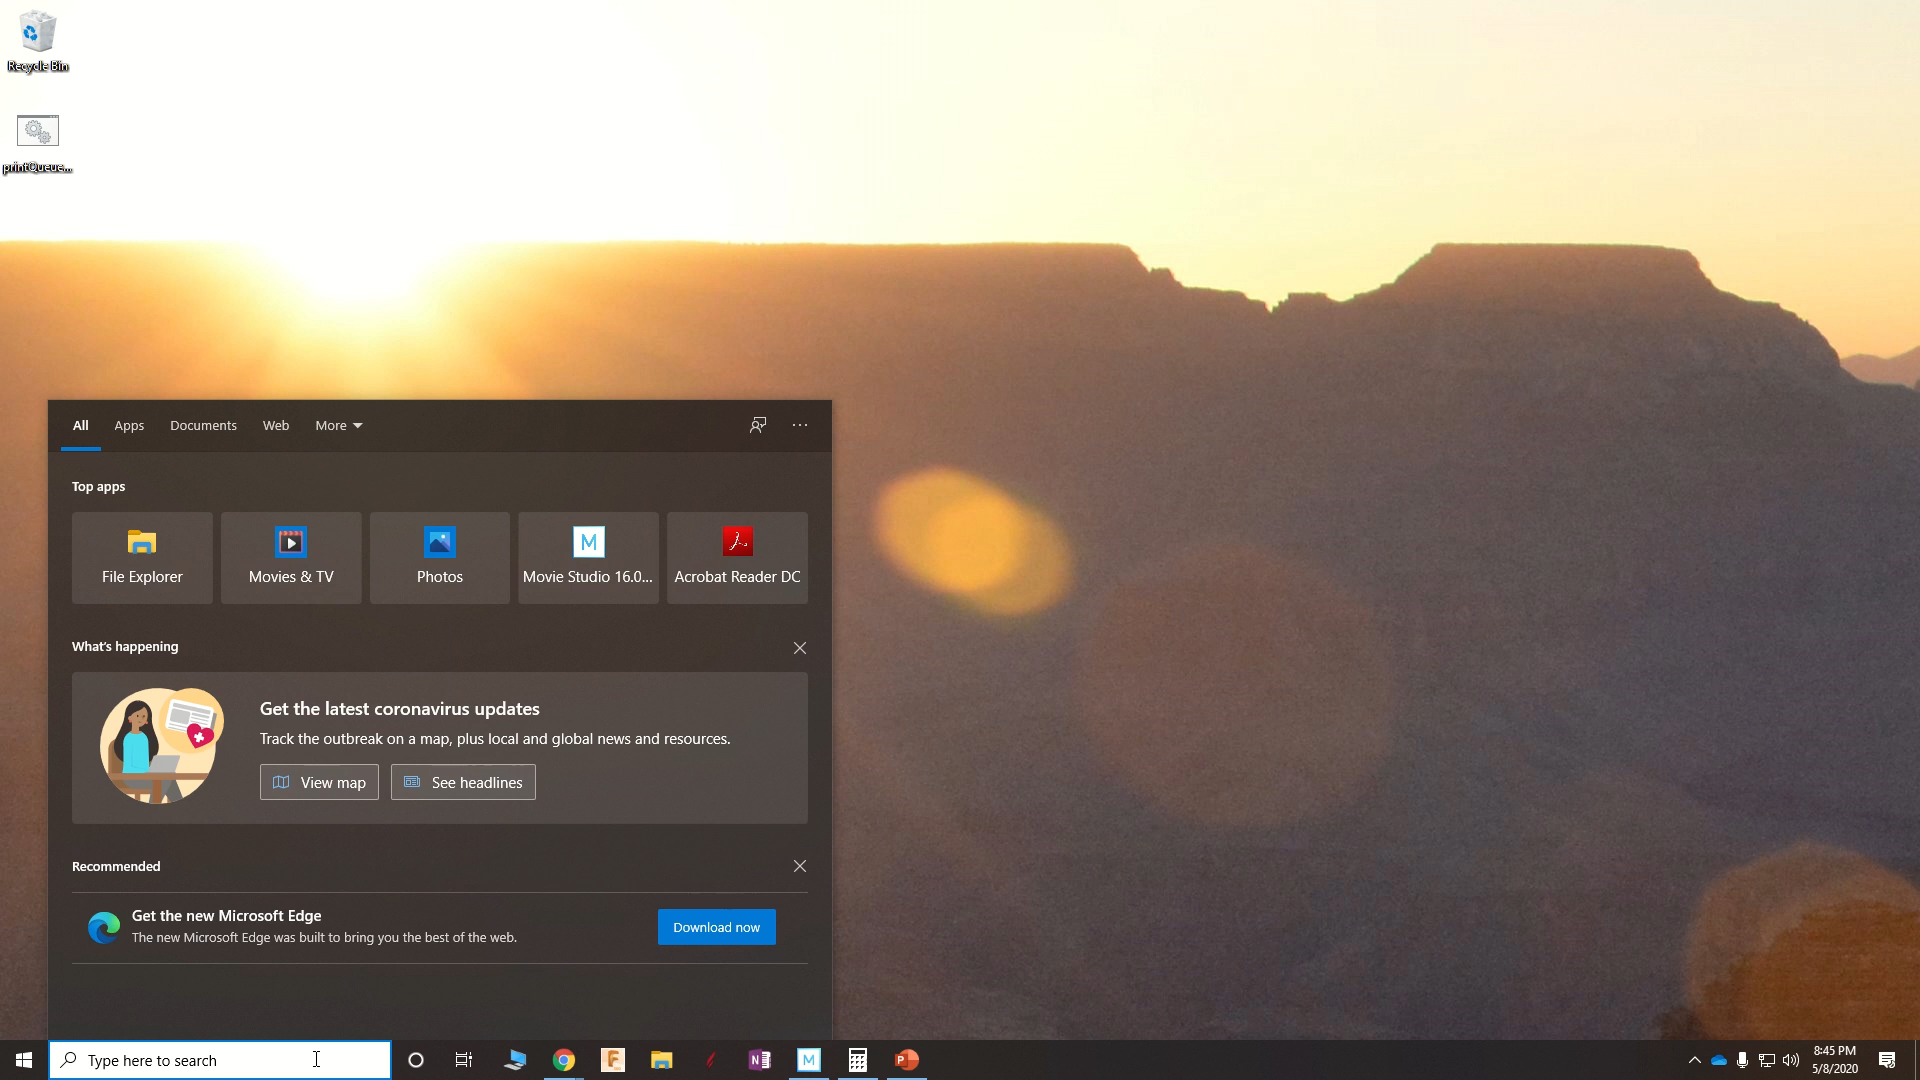 Recycle Bin
printQueue...
All Apps Documents Web More
Top apps
File Explorer Movies & TV Photos Movie Studio 16.0... Acrobat Reader DC
What's happening
Get the latest coronavirus updates
Track the outbreak on a map, plus local and global news and resources.
View map See headlines
Recommended
Get the new Microsoft Edge
The new Microsoft Edge was built to bring you the best of the web.
Download now
Type here to search
8:45 PM
5/8/2020